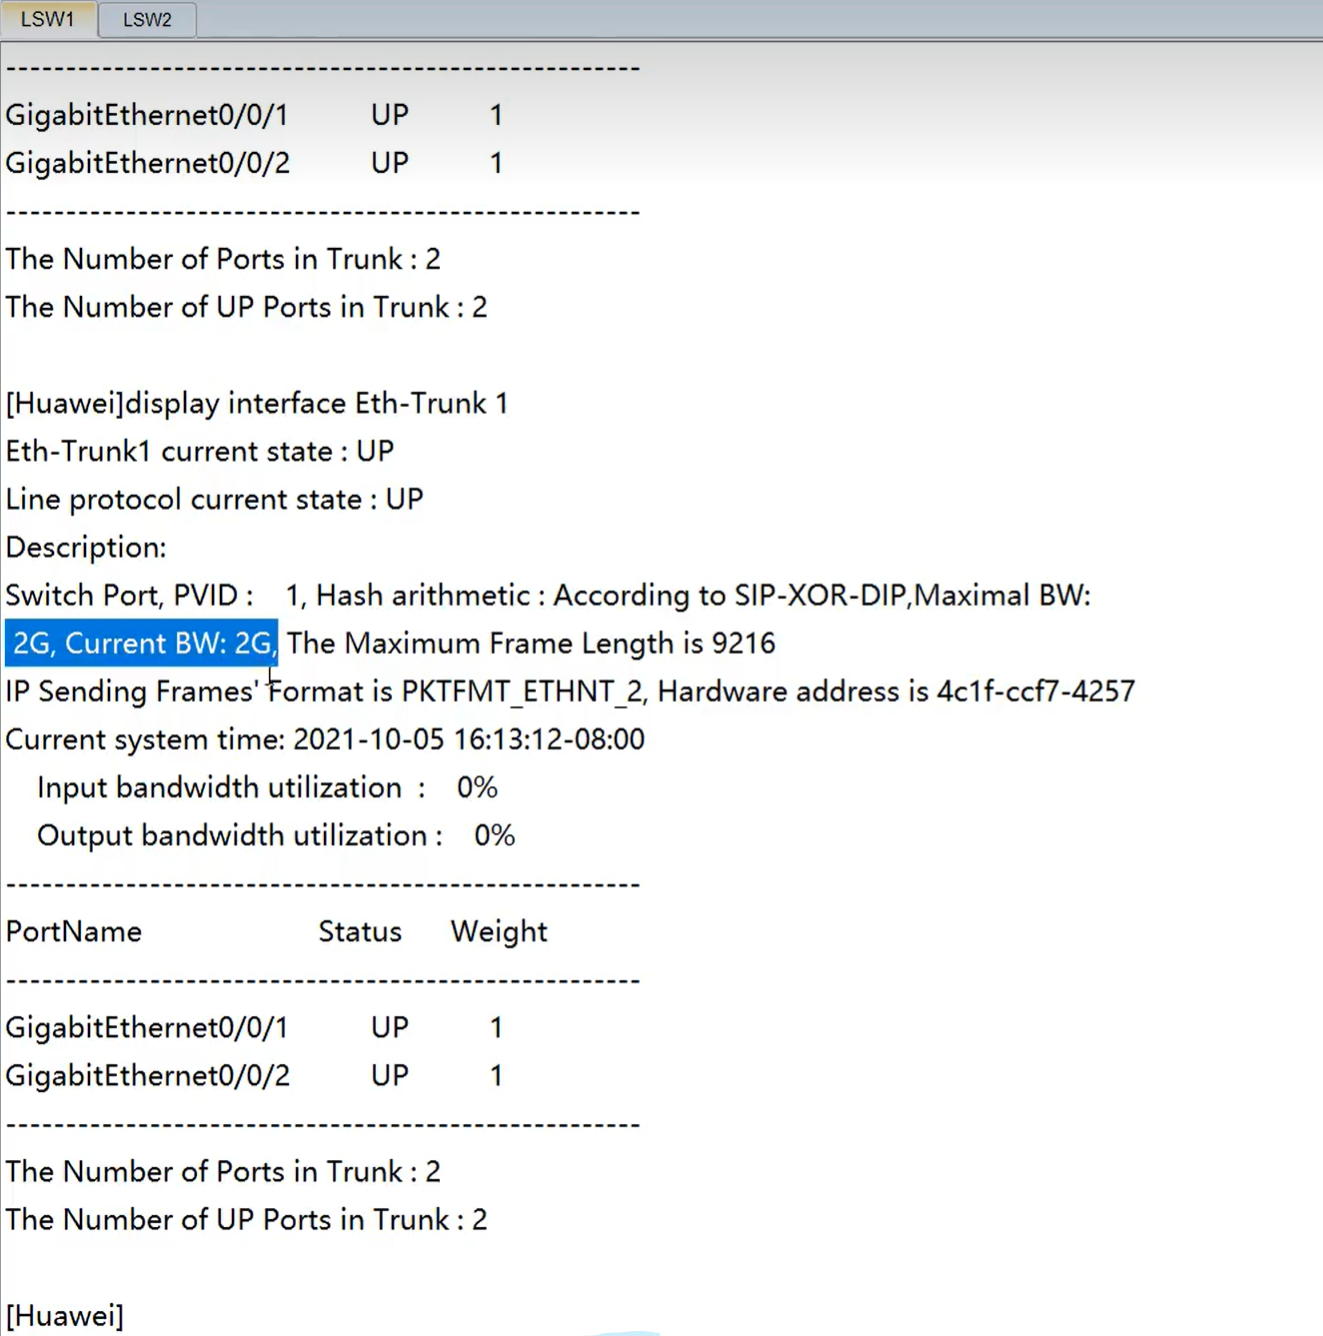 LSW1 LSW2
-----------------------------------------------------
GigabitEthernet0/0/1 UP 1
GigabitEthernet0/0/2 UP 1
-----------------------------------------------------
The Number of Ports in Trunk : 2
The Number of UP Ports in Trunk : 2
[Huawei]display interface Eth-Trunk 1
Eth-Trunk1 current state : UP
Line protocol current state : UP
Description:
Switch Port, PVID : 1, Hash arithmetic : According to SIP-XOR-DIP,Maximal BW:
2G, Current BW: 2G, The Maximum Frame Length is 9216
IP Sending Frames' Format is PKTFMT_ETHNT_2, Hardware address is 4c1f-ccf7-4257
Current system time: 2021-10-05 16:13:12-08:00
Input bandwidth utilization : 0%
Output bandwidth utilization : 0%
-----------------------------------------------------
PortName Status Weight
-----------------------------------------------------
GigabitEthernet0/0/1 UP 1
GigabitEthernet0/0/2 UP 1
-----------------------------------------------------
The Number of Ports in Trunk : 2
The Number of UP Ports in Trunk : 2
[Huawei]